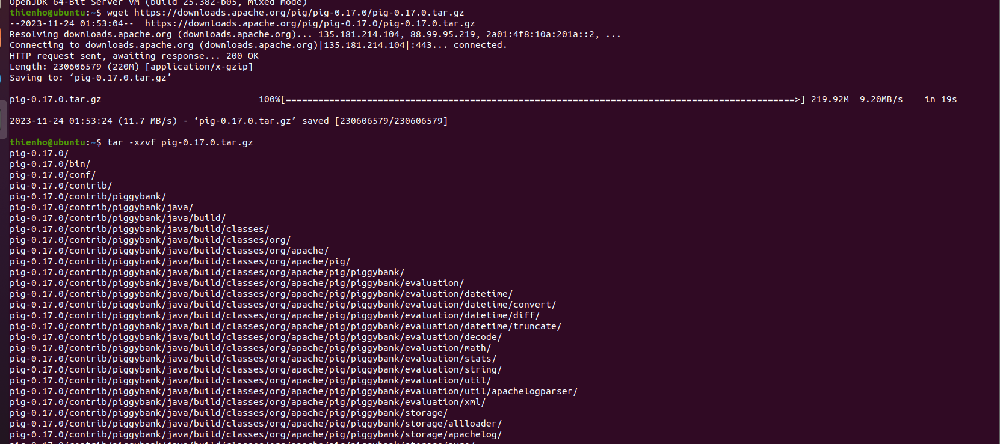 OpenJDK 64-Bit Server VM (build 25.382-b05, mixed mode)
thienho@ubuntu:~$ wget https://downloads.apache.org/pig/pig-0.17.0/pig-0.17.0.tar.gz
--2023-11-24 01:53:04--  https://downloads.apache.org/pig/pig-0.17.0/pig-0.17.0.tar.gz
Resolving downloads.apache.org (downloads.apache.org)... 135.181.214.104, 88.99.95.219, 2a01:4f8:10a:201a::2, ...
Connecting to downloads.apache.org (downloads.apache.org)|135.181.214.104|:443... connected.
HTTP request sent, awaiting response... 200 OK
Length: 230606579 (220M) [application/x-gzip]
Saving to: ‘pig-0.17.0.tar.gz’
pig-0.17.0.tar.gz 100%[==============================================================================================>] 219.92M 9.20MB/s in 19s
2023-11-24 01:53:24 (11.7 MB/s) - ‘pig-0.17.0.tar.gz’ saved [230606579/230606579]
thienho@ubuntu:~$ tar -xzvf pig-0.17.0.tar.gz
pig-0.17.0/
pig-0.17.0/bin/
pig-0.17.0/conf/
pig-0.17.0/contrib/
pig-0.17.0/contrib/piggybank/
pig-0.17.0/contrib/piggybank/java/
pig-0.17.0/contrib/piggybank/java/build/
pig-0.17.0/contrib/piggybank/java/build/classes/
pig-0.17.0/contrib/piggybank/java/build/classes/org/
pig-0.17.0/contrib/piggybank/java/build/classes/org/apache/
pig-0.17.0/contrib/piggybank/java/build/classes/org/apache/pig/
pig-0.17.0/contrib/piggybank/java/build/classes/org/apache/pig/piggybank/
pig-0.17.0/contrib/piggybank/java/build/classes/org/apache/pig/piggybank/evaluation/
pig-0.17.0/contrib/piggybank/java/build/classes/org/apache/pig/piggybank/evaluation/datetime/
pig-0.17.0/contrib/piggybank/java/build/classes/org/apache/pig/piggybank/evaluation/datetime/convert/
pig-0.17.0/contrib/piggybank/java/build/classes/org/apache/pig/piggybank/evaluation/datetime/diff/
pig-0.17.0/contrib/piggybank/java/build/classes/org/apache/pig/piggybank/evaluation/datetime/truncate/
pig-0.17.0/contrib/piggybank/java/build/classes/org/apache/pig/piggybank/evaluation/decode/
pig-0.17.0/contrib/piggybank/java/build/classes/org/apache/pig/piggybank/evaluation/math/
pig-0.17.0/contrib/piggybank/java/build/classes/org/apache/pig/piggybank/evaluation/stats/
pig-0.17.0/contrib/piggybank/java/build/classes/org/apache/pig/piggybank/evaluation/string/
pig-0.17.0/contrib/piggybank/java/build/classes/org/apache/pig/piggybank/evaluation/util/
pig-0.17.0/contrib/piggybank/java/build/classes/org/apache/pig/piggybank/evaluation/util/apachelogparser/
pig-0.17.0/contrib/piggybank/java/build/classes/org/apache/pig/piggybank/evaluation/xml/
pig-0.17.0/contrib/piggybank/java/build/classes/org/apache/pig/piggybank/storage/
pig-0.17.0/contrib/piggybank/java/build/classes/org/apache/pig/piggybank/storage/allloader/
pig-0.17.0/contrib/piggybank/java/build/classes/org/apache/pig/piggybank/storage/apachelog/